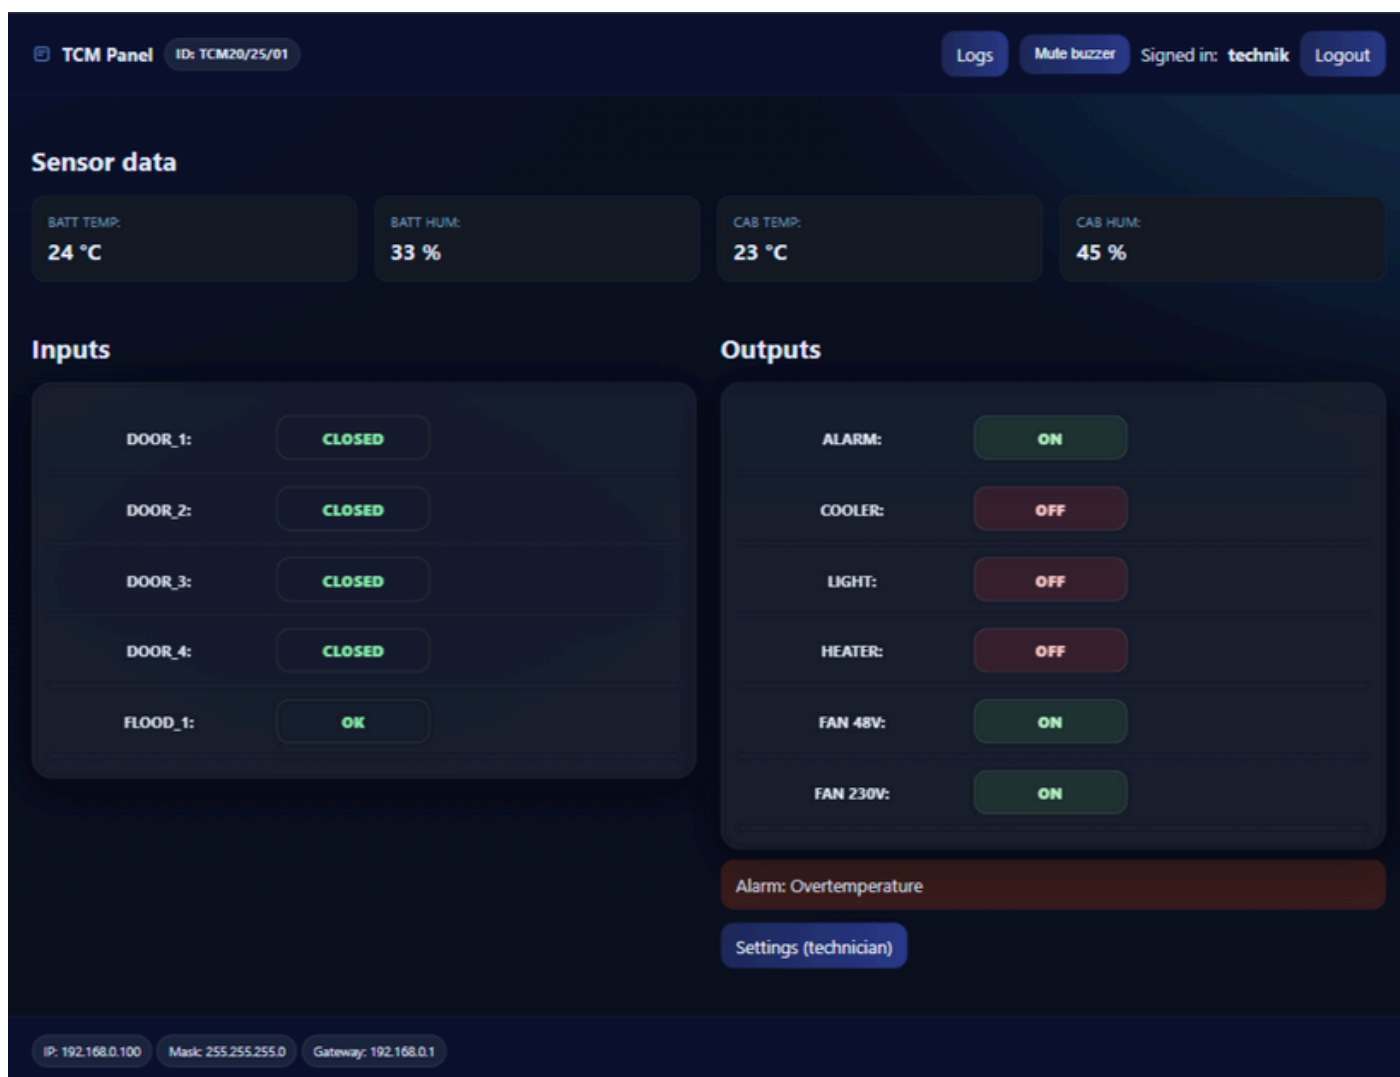 TCM Panel ID: TCM20/25/01 Logs Mute buzzer Signed in: technik Logout
Sensor data
BATT TEMP: BATT HUM: CAB TEMP: CAB HUM:
24 °C 33 % 23 °C 45 %
Inputs Outputs
DOOR_1: CLOSED ALARM: ON
DOOR_2: CLOSED COOLER: OFF
DOOR_3: CLOSED LIGHT: OFF
DOOR_4: CLOSED HEATER: OFF
FLOOD_1: OK FAN 48V: ON
FAN 230V: ON
Alarm: Overtemperature
Settings (technician)
IP: 192.168.0.100 Mask: 255.255.255.0 Gateway: 192.168.0.1